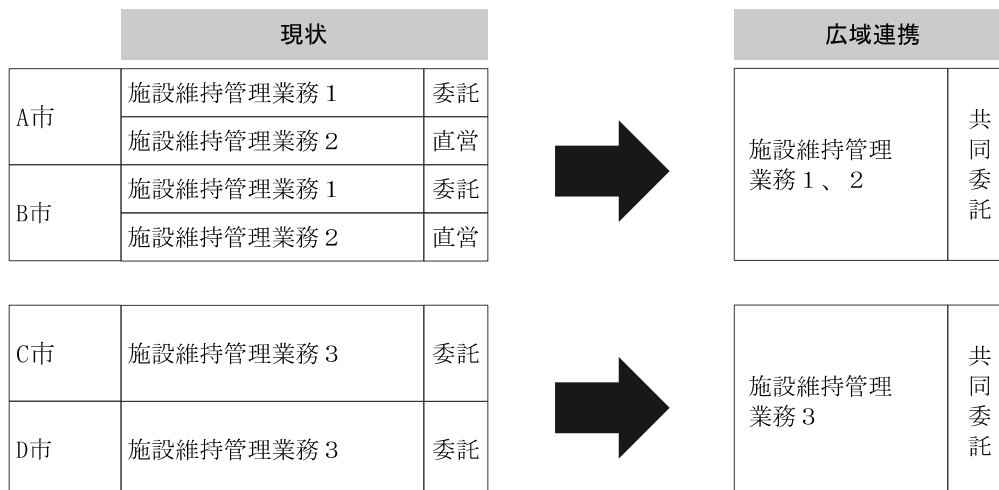 現状
広域連携
A市
施設維持管理業務1
委託
施設維持管理業務2
直営
B市
施設維持管理業務1
委託
施設維持管理業務2
直営
施設維持管理
業務1、2
共同委託
C市
施設維持管理業務3
委託
D市
施設維持管理業務3
委託
施設維持管理
業務3
共同委託